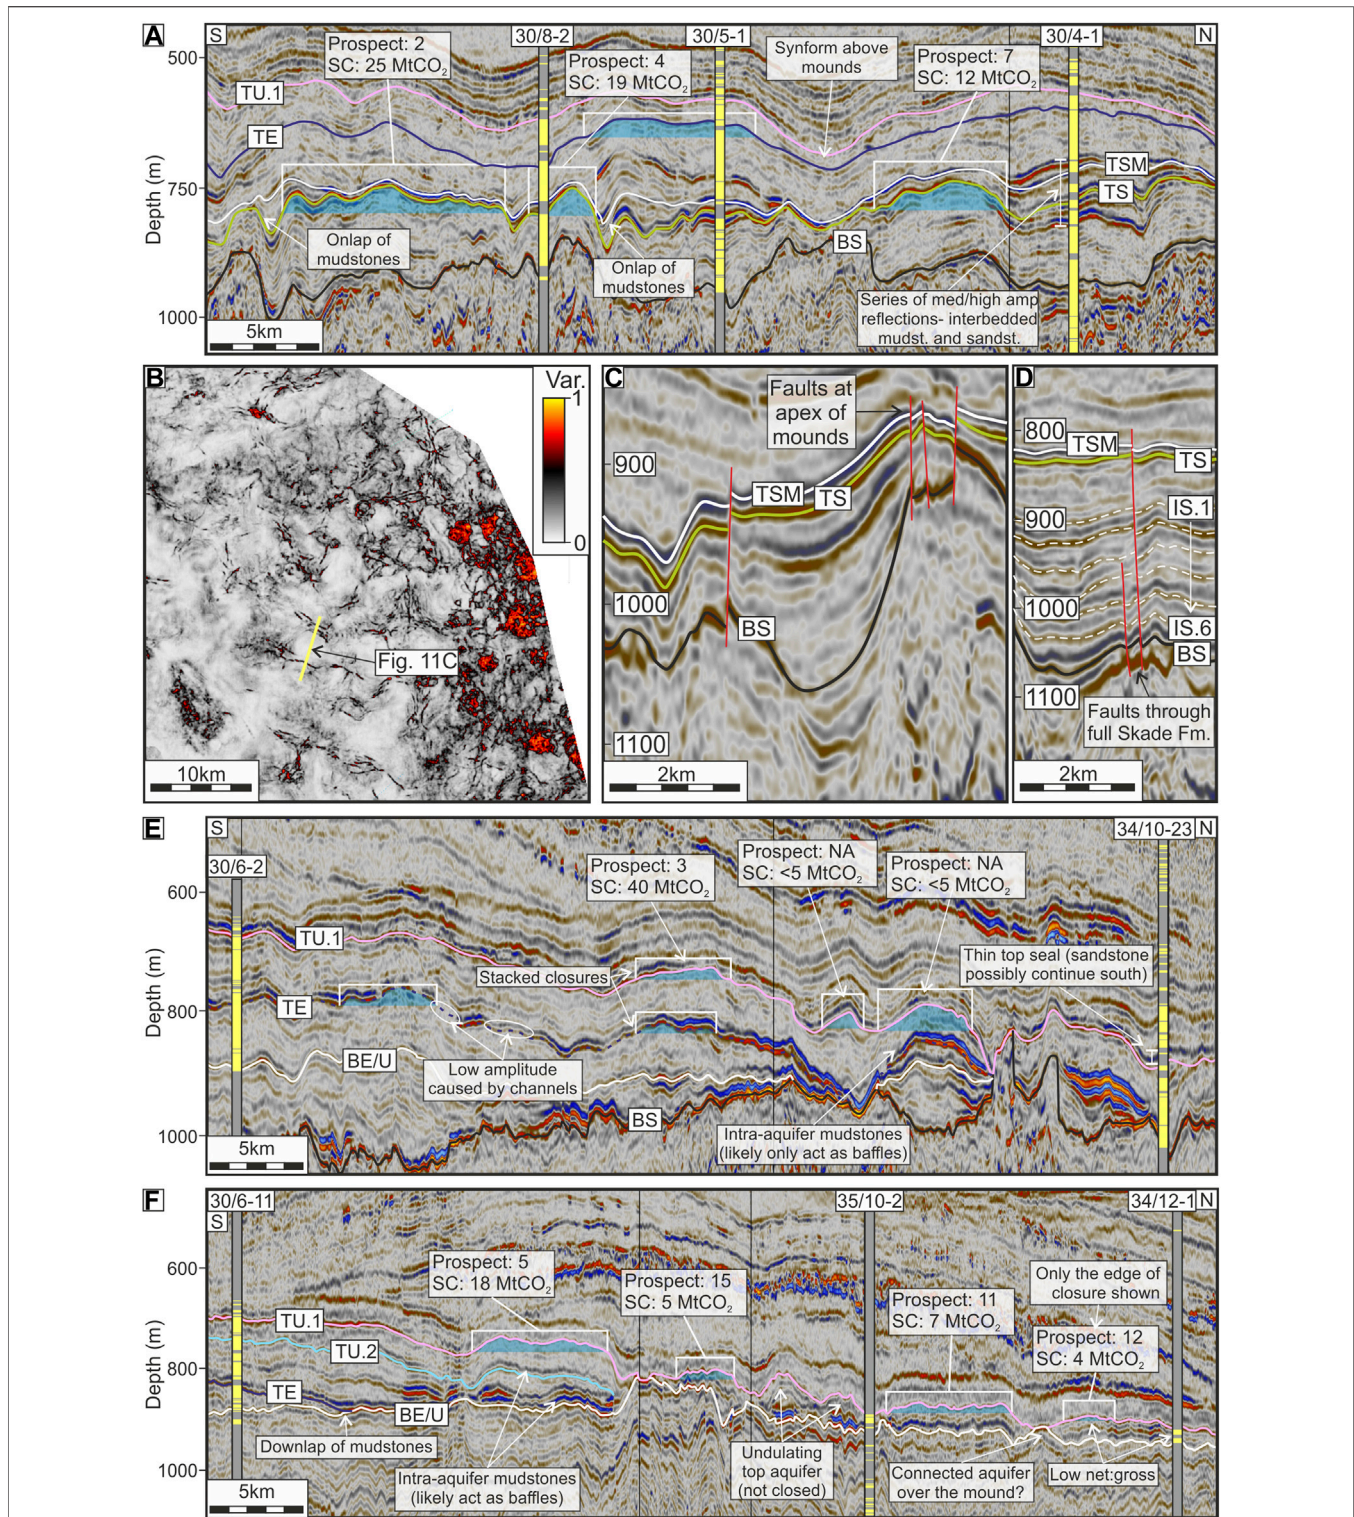 A
S
30/8-2
30/5-1
30/4-1
N
500
750
1000
Depth (m)
Prospect: 2
SC: 25 MtCO₂
Prospect: 4
SC: 19 MtCO₂
Synform above
mounds
Prospect: 7
SC: 12 MtCO₂
TU.1
TE
TSM
TS
BS
Onlap of
mudstones
Onlap of
mudstones
Series of med/high amp
reflections- interbedded
mudst. and sandst.
5km
B
Var.
1
0
Fig. 11C
10km
C
Faults at
apex of
mounds
900
TSM
TS
1000
BS
1100
2km
D
800
TSM
TS
900
IS.1
1000
IS.6
BS
1100
Faults through
full Skade Fm.
2km
E
S
30/6-2
34/10-23
N
600
800
1000
Depth (m)
Prospect: 3
SC: 40 MtCO₂
Prospect: NA
SC: <5 MtCO₂
Prospect: NA
SC: <5 MtCO₂
TU.1
Stacked closures
Thin top seal (sandstone
possibly continue south)
TE
BE/U
Low amplitude
caused by channels
BS
Intra-aquifer mudstones
(likely only act as baffles)
5km
F
30/6-11
S
35/10-2
34/12-1
N
600
800
1000
Depth (m)
Prospect: 5
SC: 18 MtCO₂
Prospect: 15
SC: 5 MtCO₂
Prospect: 11
SC: 7 MtCO₂
Only the edge of
closure shown
Prospect: 12
SC: 4 MtCO₂
TU.1
TU.2
TE
BE/U
Downlap of mudstones
Intra-aquifer mudstones
(likely act as baffles)
Undulating
top aquifer
(not closed)
Connected aquifer
over the mound?
Low net:gross
5km